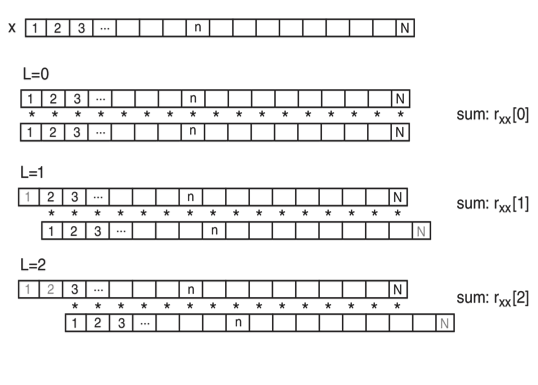 x 1 2 3 ... n N
L=0
1 2 3 ... n N
* * * * * * * * * * * * * * * * * sum: rxx[0]
1 2 3 ... n N
L=1
1 2 3 ... n N
* * * * * * * * * * * * * * * * sum: rxx[1]
1 2 3 ... n N
L=2
1 2 3 ... n N
* * * * * * * * * * * * * * * sum: rxx[2]
1 2 3 ... n N